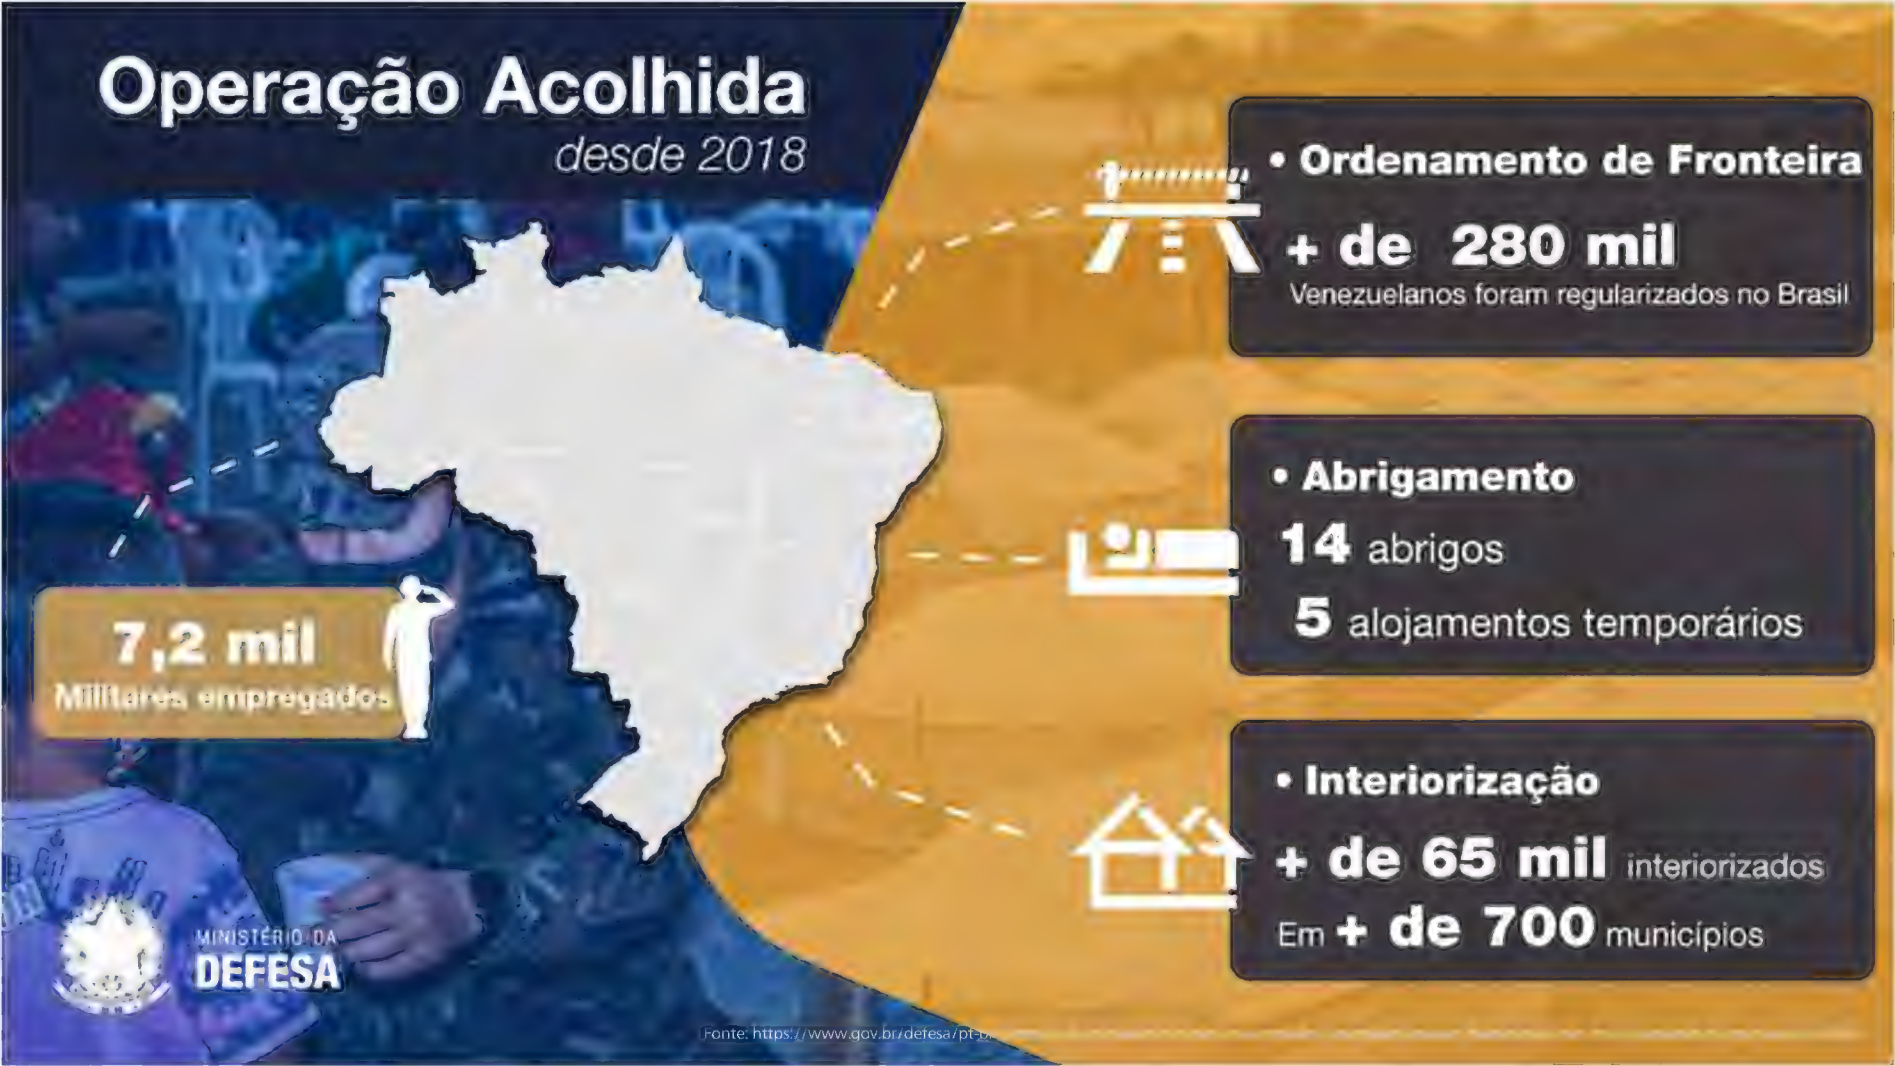 Operação Acolhida
desde 2018
• Ordenamento de Fronteira
+ de 280 mil
Venezuelanos foram regularizados no Brasil
• Abrigamento
14 abrigos
5 alojamentos temporários
7,2 mil
Militares empregados
• Interiorização
+ de 65 mil interiorizados
Em + de 700 municípios
MINISTÉRIO DA
DEFESA
Fonte: https://www.gov.br/defesa/pt-b